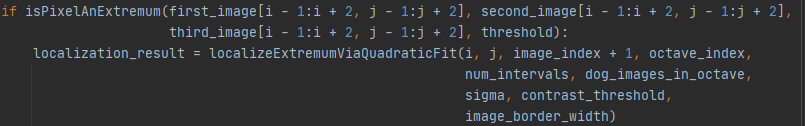 if isPixelAnExtremum(first_image[i - 1:i + 2, j - 1:j + 2], second_image[i - 1:i + 2, j - 1:j + 2],
third_image[i - 1:i + 2, j - 1:j + 2], threshold):
localization_result = localizeExtremumViaQuadraticFit(i, j, image_index + 1, octave_index,
num_intervals, dog_images_in_octave,
sigma, contrast_threshold,
image_border_width)